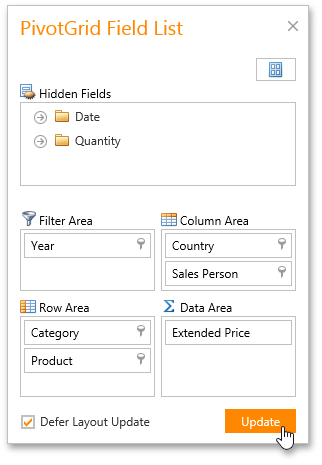 PivotGrid Field List
Hidden Fields
Date
Quantity
Filter Area
Year
Column Area
Country
Sales Person
Row Area
Category
Product
Data Area
Extended Price
Defer Layout Update
Update